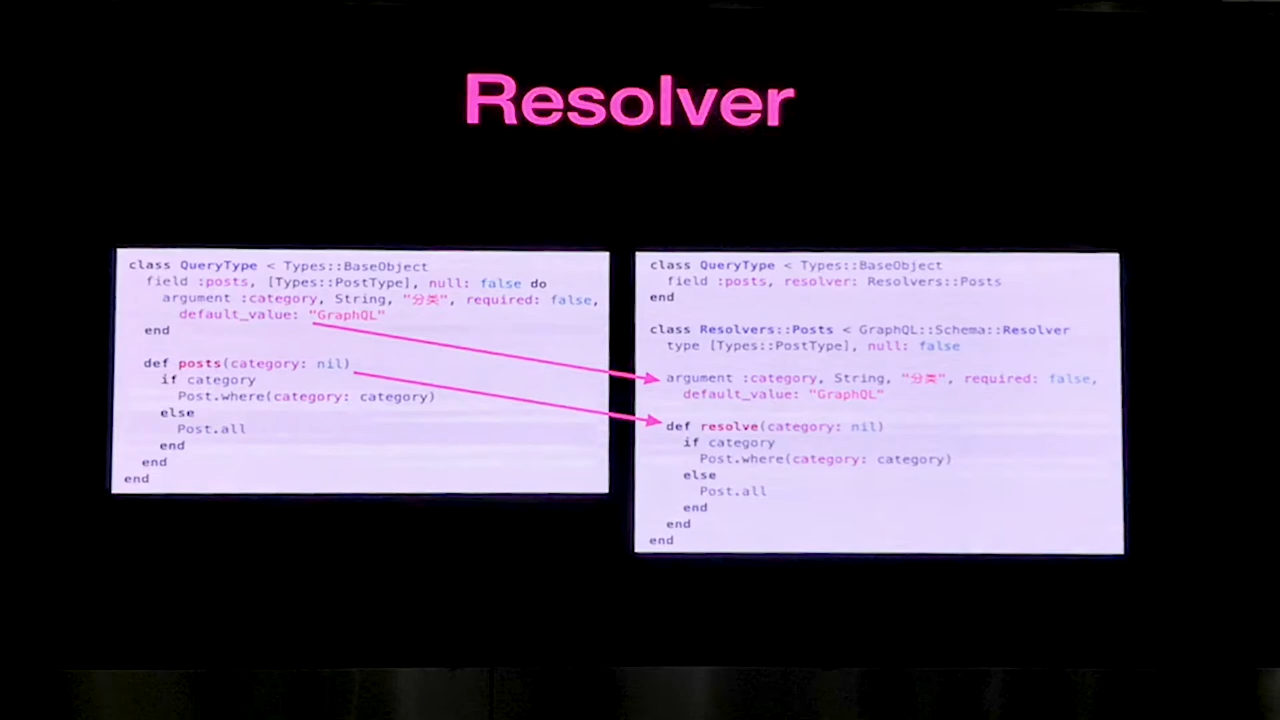 Resolver
class QueryType < Types::BaseObject
  field :posts, [Types::PostType], null: false do
    argument :category, String, "分类", required: false,
      default_value: "GraphQL"
  end

  def posts(category: nil)
    if category
      Post.where(category: category)
    else
      Post.all
    end
  end
end
class QueryType < Types::BaseObject
  field :posts, resolver: Resolvers::Posts
end

class Resolvers::Posts < GraphQL::Schema::Resolver
  type [Types::PostType], null: false

  argument :category, String, "分类", required: false,
    default_value: "GraphQL"

  def resolve(category: nil)
    if category
      Post.where(category: category)
    else
      Post.all
    end
  end
end